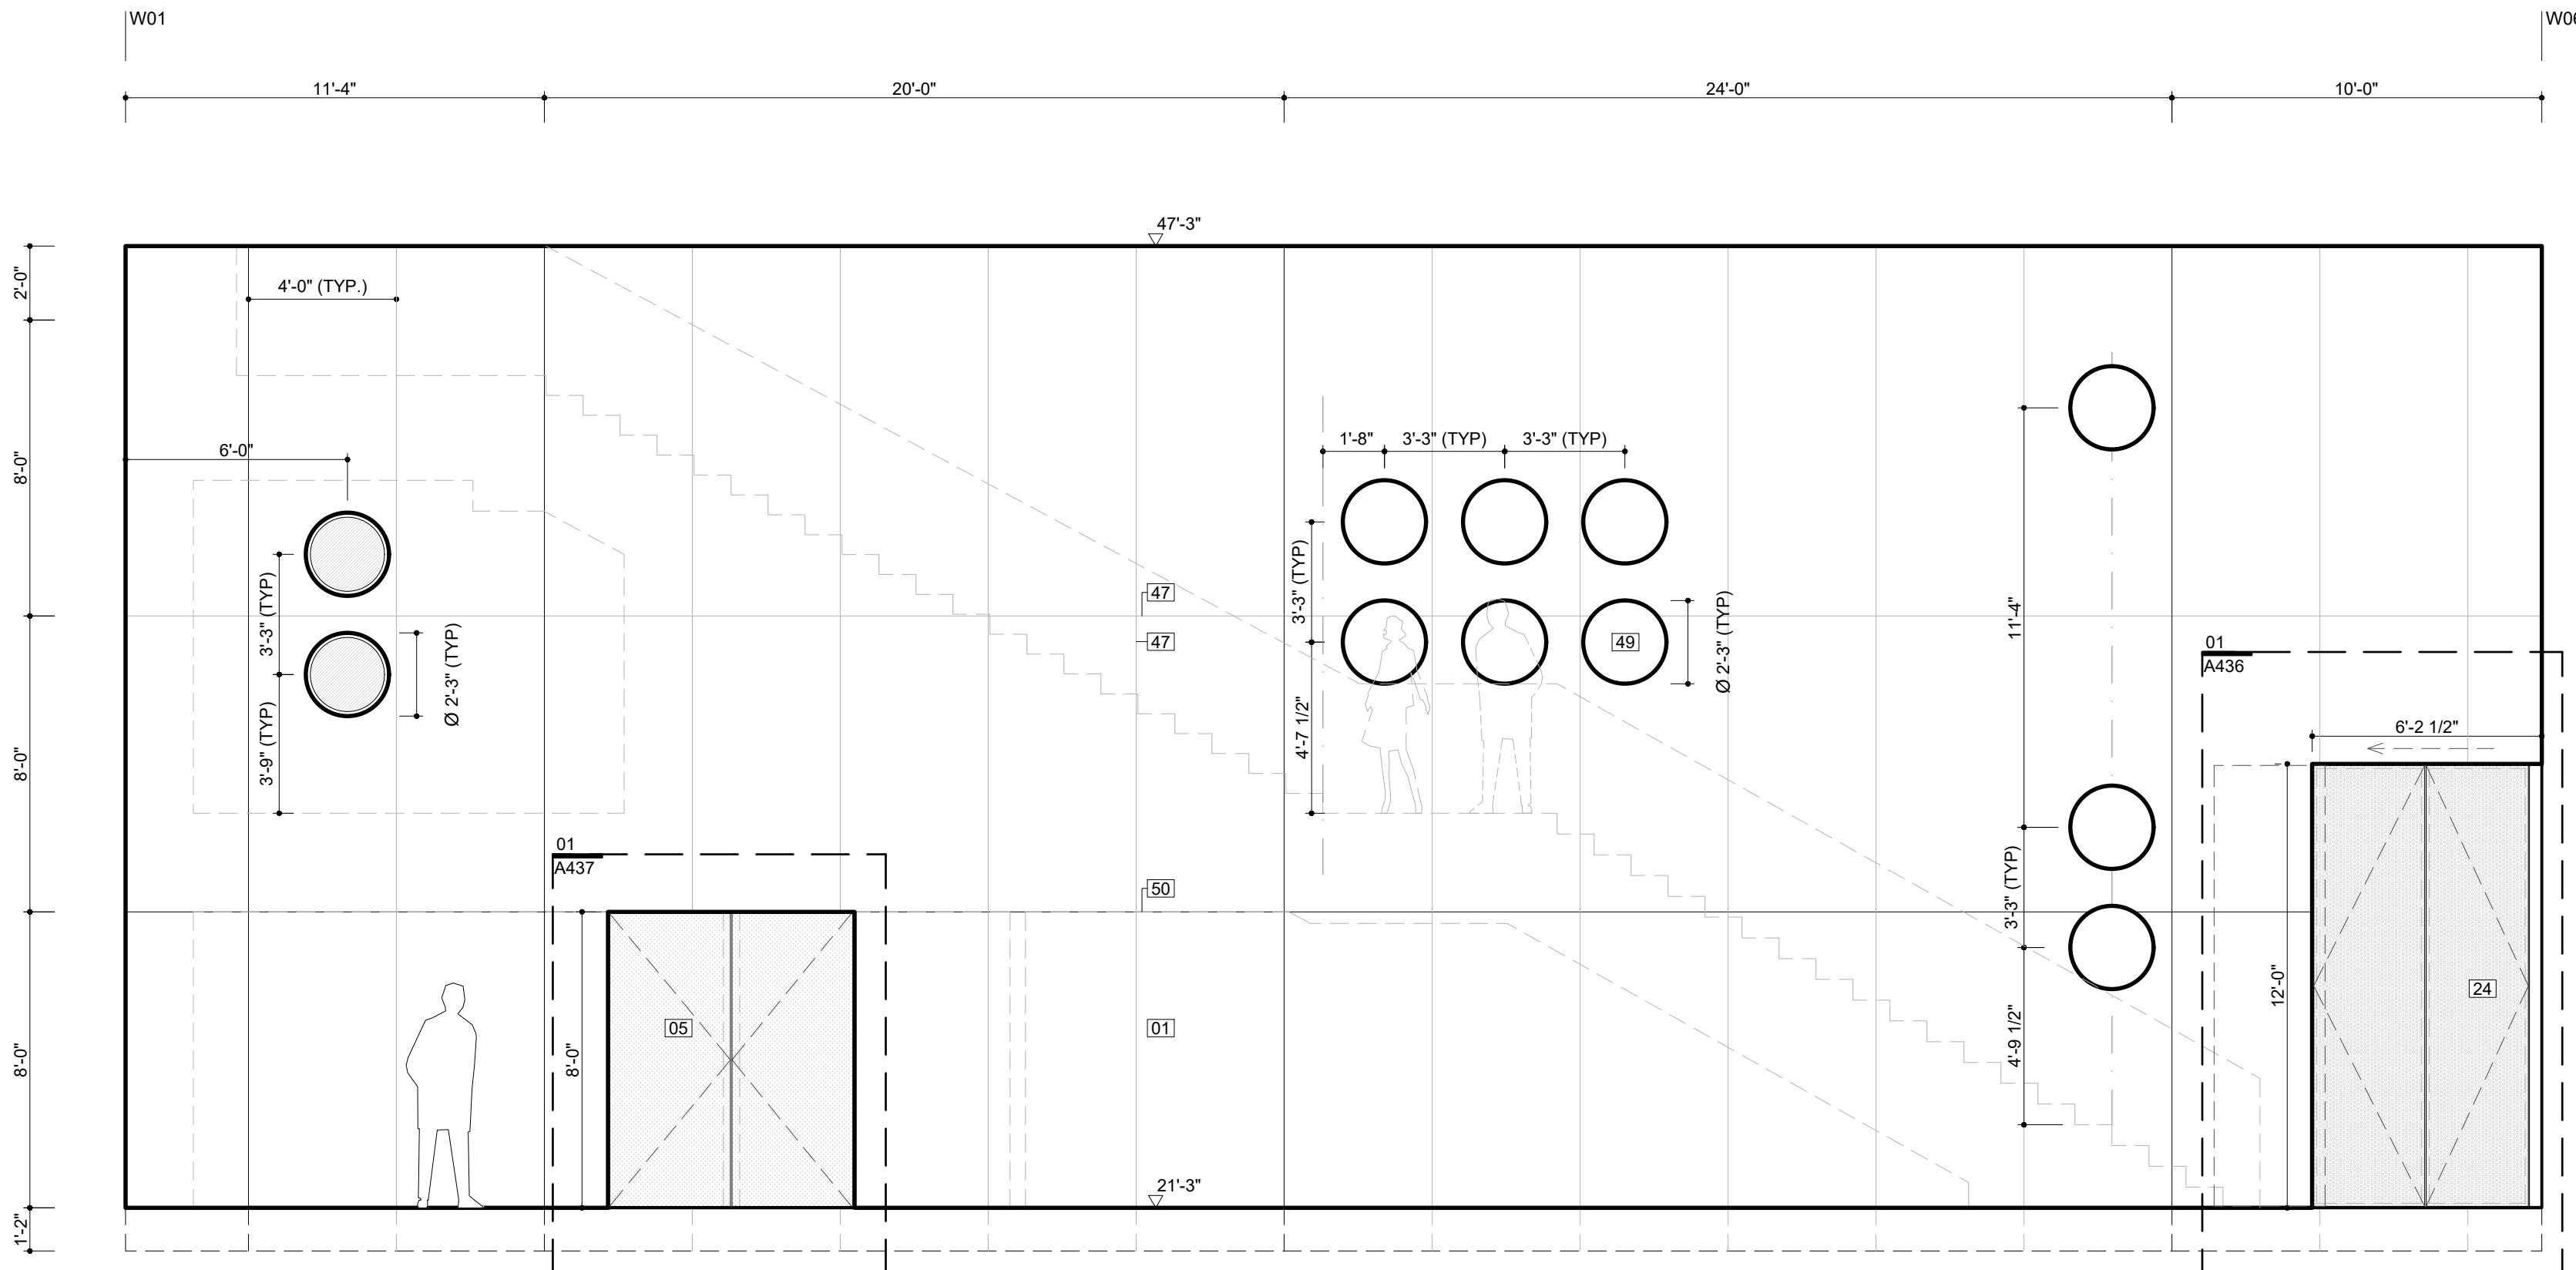 W01
W06
11'-4"
20'-0"
24'-0"
10'-0"
47'-3"
2'-0"
4'-0" (TYP.)
8'-0"
6'-0"
1'-8"
3'-3" (TYP)
3'-3" (TYP)
3'-3" (TYP)
3'-3" (TYP)
47
47
49
Ø 2'-3" (TYP)
Ø 2'-3" (TYP)
11'-4"
01
A436
3'-9" (TYP)
4'-7 1/2"
6'-2 1/2"
8'-0"
01
A437
50
3'-3" (TYP)
24
12'-0"
05
01
8'-0"
8'-0"
4'-9 1/2"
21'-3"
1'-2"